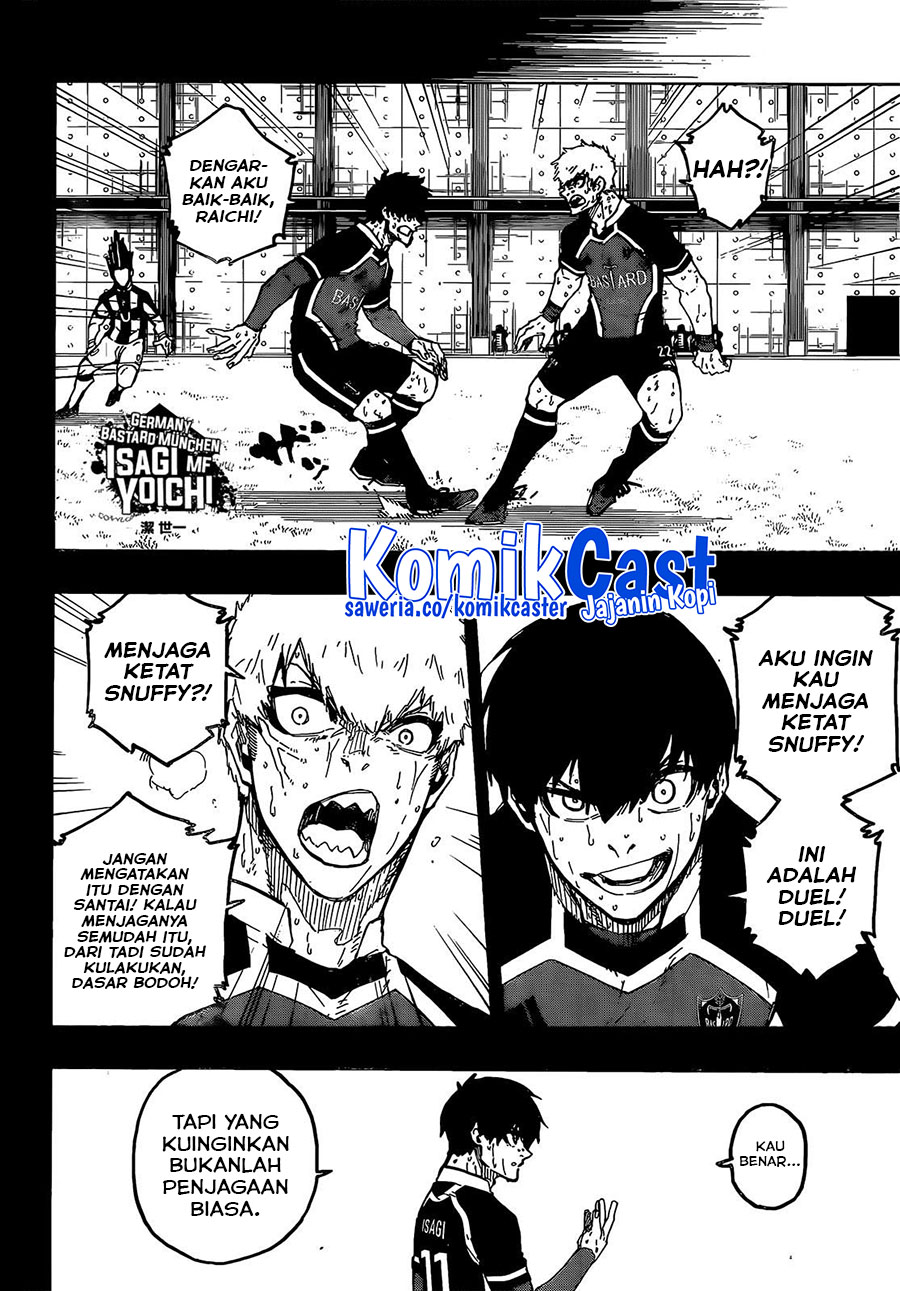 HAH?!
DENGAR-
KAN AKU
BAIK-BAIK,
RAICHI!
BAST
BASTARD
22
GERMANY
BASTARD MÜNCHEN
ISAGI MF
YOICHI
潔 世一
KomikCast
saweria.co/komikcaster
Jajanin Kopi
AKU INGIN
KAU
MENJAGA
KETAT
SNUFFY!
INI
ADALAH
DUEL!
DUEL!
MENJAGA
KETAT
SNUFFY?!
JANGAN
MENGATAKAN
ITU DENGAN
SANTAI! KALAU
MENJAGANYA
SEMUDAH ITU,
DARI TADI SUDAH
KULAKUKAN,
DASAR BODOH!
KAU
BENAR...
TAPI YANG
KUINGINKAN
BUKANLAH
PENJAGAAN
BIASA.
ISAGI
11